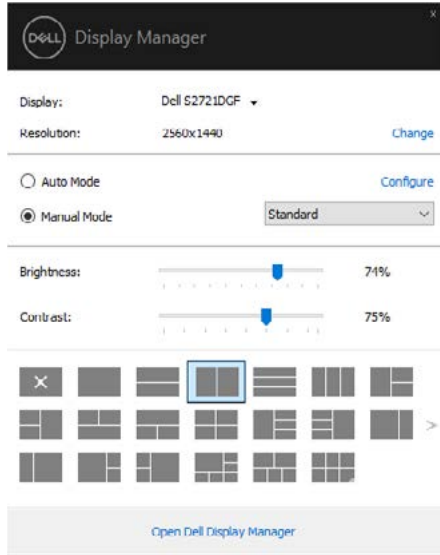 x
DELL Display Manager
Display: Dell S2721DGF
Resolution: 2560x1440 Change
Auto Mode Configure
Manual Mode Standard
Brightness: 74%
Contrast: 75%
>
Open Dell Display Manager